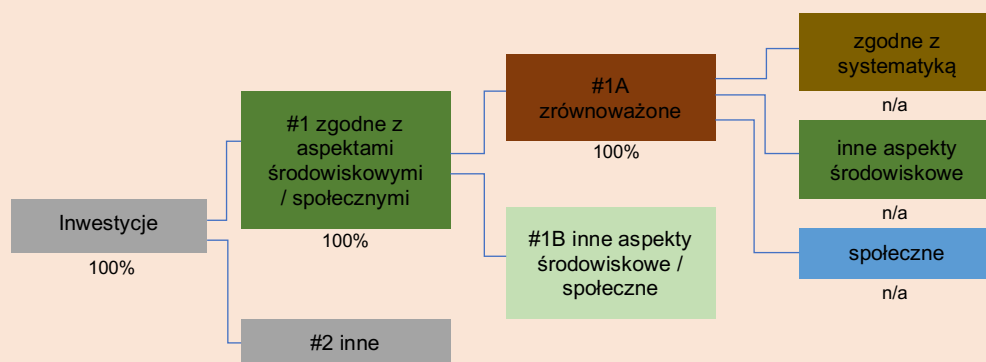 Inwestycje
100%
#1 zgodne z
aspektami
środowiskowymi
/ społecznymi
100%
#2 inne
#1A
zrównoważone
100%
#1B inne aspekty
środowiskowe /
społeczne
zgodne z
systematyką
n/a
inne aspekty
środowiskowe
n/a
społeczne
n/a